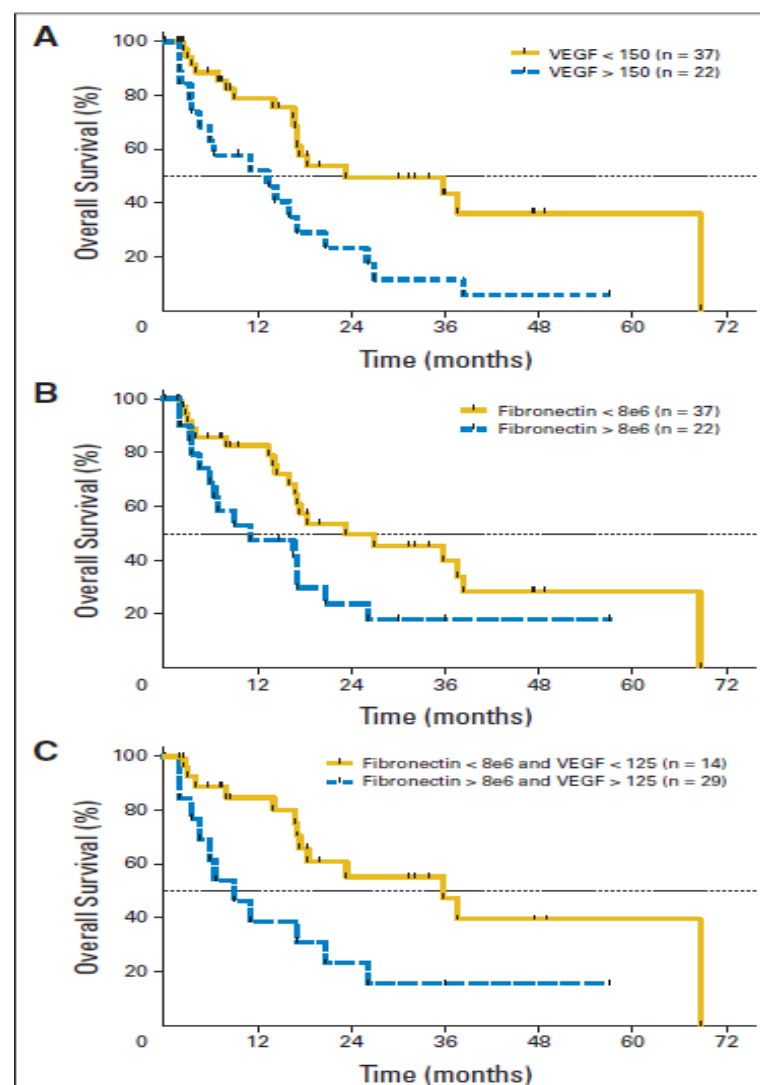 A
VEGF < 150 (n = 37)
VEGF > 150 (n = 22)
Overall Survival (%)
100
80
60
40
20
0
12
24
36
48
60
72
Time (months)
B
Fibronectin < 8e6 (n = 37)
Fibronectin > 8e6 (n = 22)
Overall Survival (%)
100
80
60
40
20
0
12
24
36
48
60
72
Time (months)
C
Fibronectin < 8e6 and VEGF < 125 (n = 14)
Fibronectin > 8e6 and VEGF > 125 (n = 29)
Overall Survival (%)
100
80
60
40
20
0
12
24
36
48
60
72
Time (months)